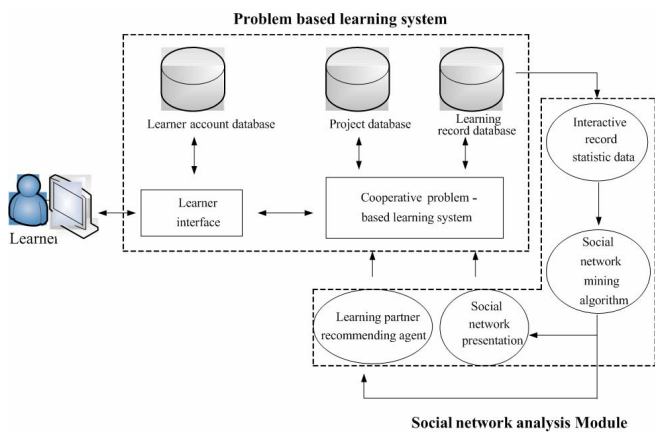 Problem based learning system
Learner account database
Project database
Learning
record database
Interactive
record
statistic data
Learner
interface
Cooperative problem -
based learning system
Learner
Social
network
mining
algorithm
Learning partner
recommending agent
Social
network
presentation
Social network analysis Module